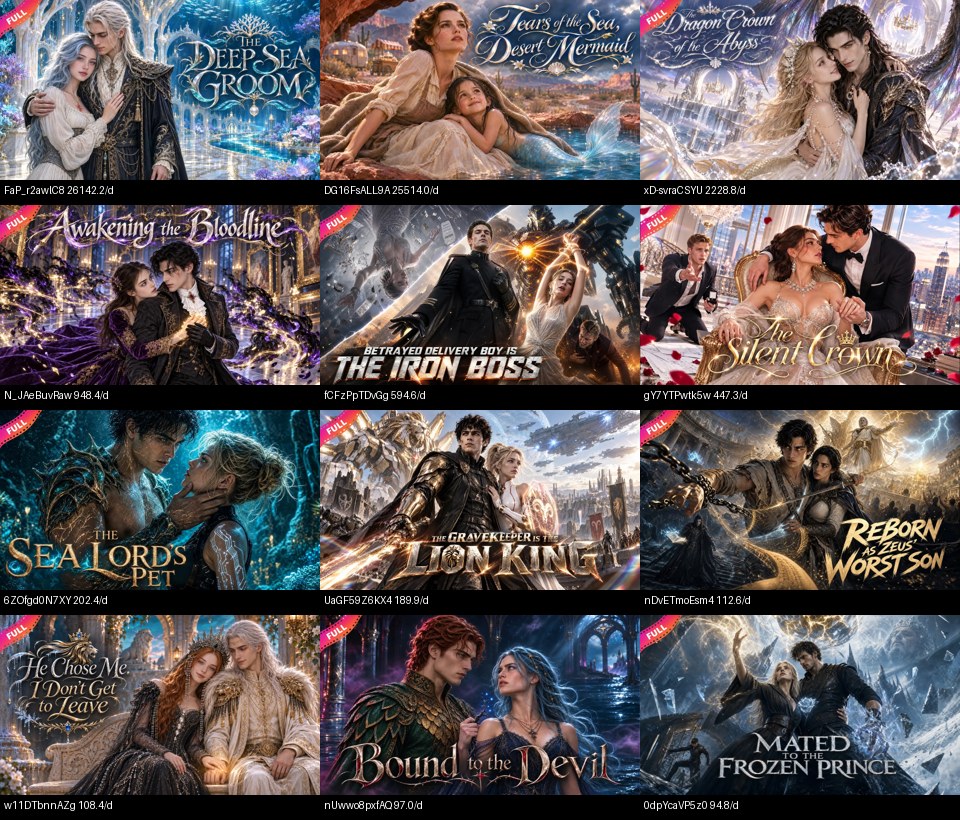 FULL
THE
DEEP SEA
GROOM
FaP_r2awIC8 26142.2/d
FULL
Tears of the Sea,
Desert Mermaid
DG16FsALL9A 25514.0/d
FULL
The
Dragon Crown
of the Abyss
xD-svraCSYU 2228.8/d
FULL
Awakening the Bloodline
N_JAeBuvRaw 948.4/d
FULL
BETRAYED DELIVERY BOY IS
THE IRON BOSS
fCFzPpTDvGg 594.6/d
FULL
The
Silent Crown
gY7YTPwtk5w 447.3/d
FULL
THE
SEA LORD'S
PET
6ZOfgd0N7XY 202.4/d
FULL
THE GRAVEKEEPER IS THE
LION KING
UaGF59Z6KX4 189.9/d
FULL
REBORN
AS ZEUS'
WORST SON
nDvETmoEsm4 112.6/d
FULL
He Chose Me.
I Don't Get
to Leave
w11DTbnnAZg 108.4/d
FULL
Bound to the Devil
nUwwo8pxfAQ 97.0/d
FULL
MATED
TO THE
FROZEN PRINCE
0dpYcaVP5z0 94.8/d